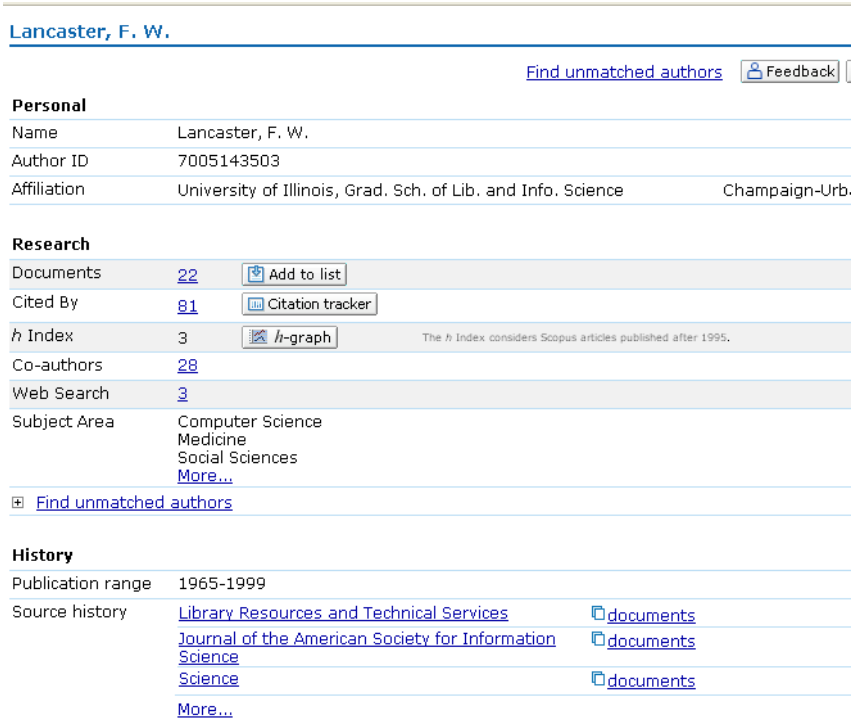 Lancaster, F. W.
Find unmatched authors Feedback
Personal
Name Lancaster, F. W.
Author ID 7005143503
Affiliation University of Illinois, Grad. Sch. of Lib. and Info. Science Champaign-Urb
Research
Documents 22 Add to list
Cited By 81 Citation tracker
h Index 3 h-graph The h Index considers Scopus articles published after 1995.
Co-authors 28
Web Search 3
Subject Area Computer Science
Medicine
Social Sciences
More...
Find unmatched authors
History
Publication range 1965-1999
Source history Library Resources and Technical Services documents
Journal of the American Society for Information documents
Science
Science documents
More...